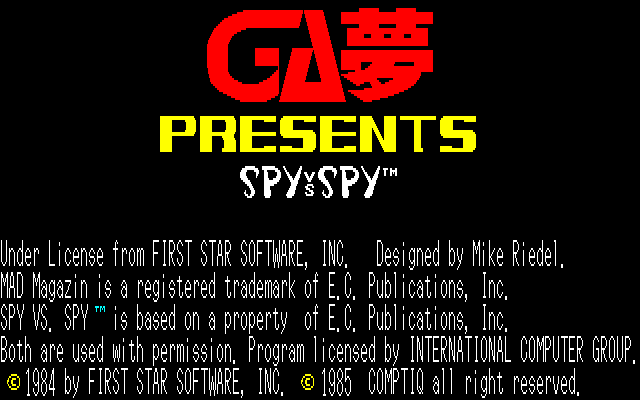 GA夢
PRESENTS
SPY vs SPY™
Under License from FIRST STAR SOFTWARE, INC. Designed by Mike Riedel.
MAD Magazin is a registered trademark of E.C. Publications, Inc.
SPY VS. SPY ™ is based on a property of E.C. Publications, Inc.
Both are used with permission. Program licensed by INTERNATIONAL COMPUTER GROUP.
© 1984 by FIRST STAR SOFTWARE, INC. © 1985 COMPTIQ all right reserved.